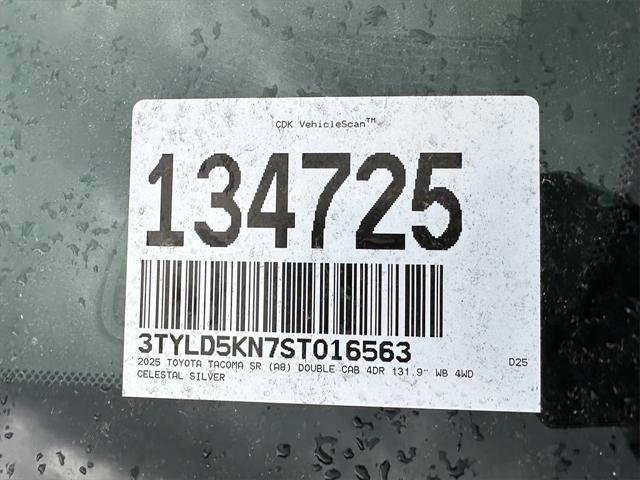 CDK VehicleScan™
134725
3TYLD5KN7ST016563
2025 TOYOTA TACOMA SR (A8) DOUBLE CAB 4DR 131.9" WB 4WD D25
CELESTAL SILVER